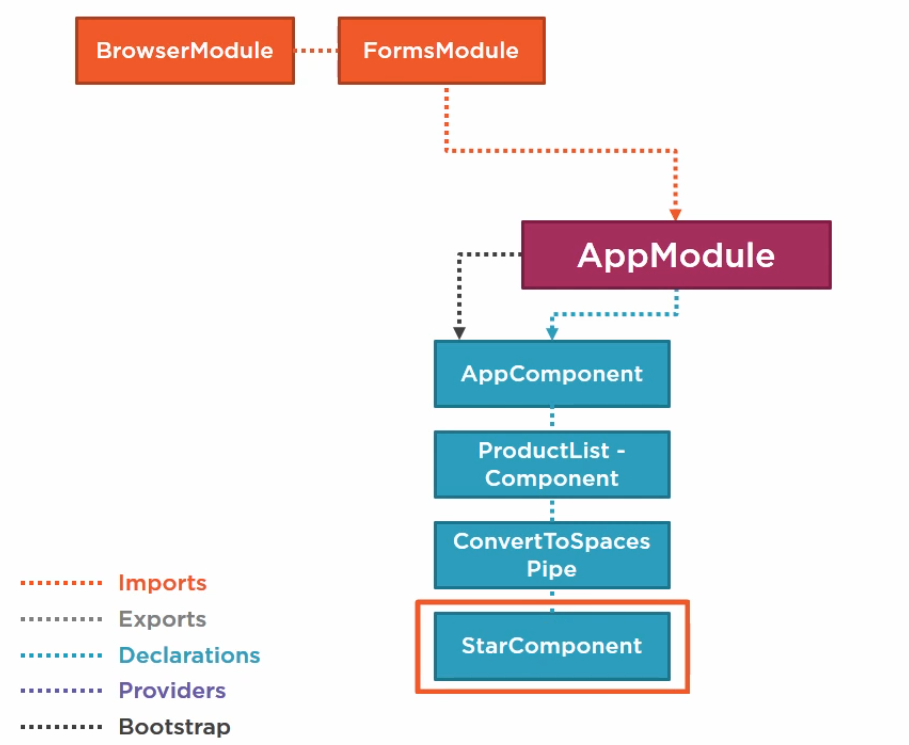 BrowserModule
FormsModule
AppModule
AppComponent
ProductList -
Component
ConvertToSpaces
Pipe
StarComponent
Imports
Exports
Declarations
Providers
Bootstrap